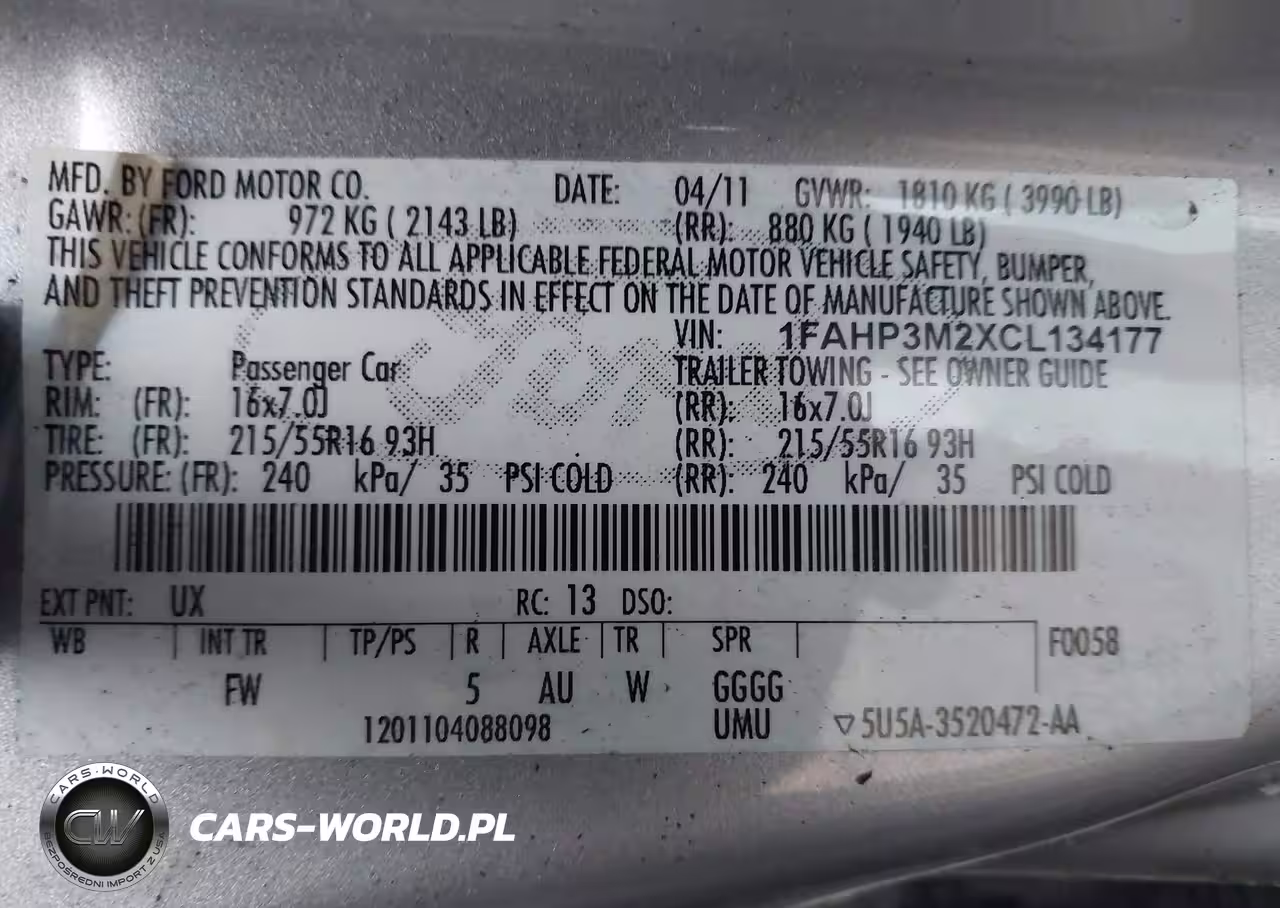 MFD. BY FORD MOTOR CO. DATE: 04/11 GVWR: 1810 KG ( 3990 LB)
GAWR: (FR): 972 KG ( 2143 LB) (RR): 880 KG ( 1940 LB)
THIS VEHICLE CONFORMS TO ALL APPLICABLE FEDERAL MOTOR VEHICLE SAFETY, BUMPER,
AND THEFT PREVENTION STANDARDS IN EFFECT ON THE DATE OF MANUFACTURE SHOWN ABOVE.
VIN: 1FAHP3M2XCL134177
TYPE: Passenger Car TRAILER TOWING - SEE OWNER GUIDE
RIM: (FR): 16x7.0J (RR): 16x7.0J
TIRE: (FR): 215/55R16 93H (RR): 215/55R16 93H
PRESSURE: (FR): 240 kPa/ 35 PSI COLD (RR): 240 kPa/ 35 PSI COLD
EXT PNT: UX RC: 13 DSO:
WB INT TR TP/PS R AXLE TR SPR F0058
FW 5 AU W GGGG
1201104088098 UMU ▽5U5A-3520472-AA
CARS-WORLD
CW
BEZPOŚREDNI IMPORT Z USA
CARS-WORLD.PL